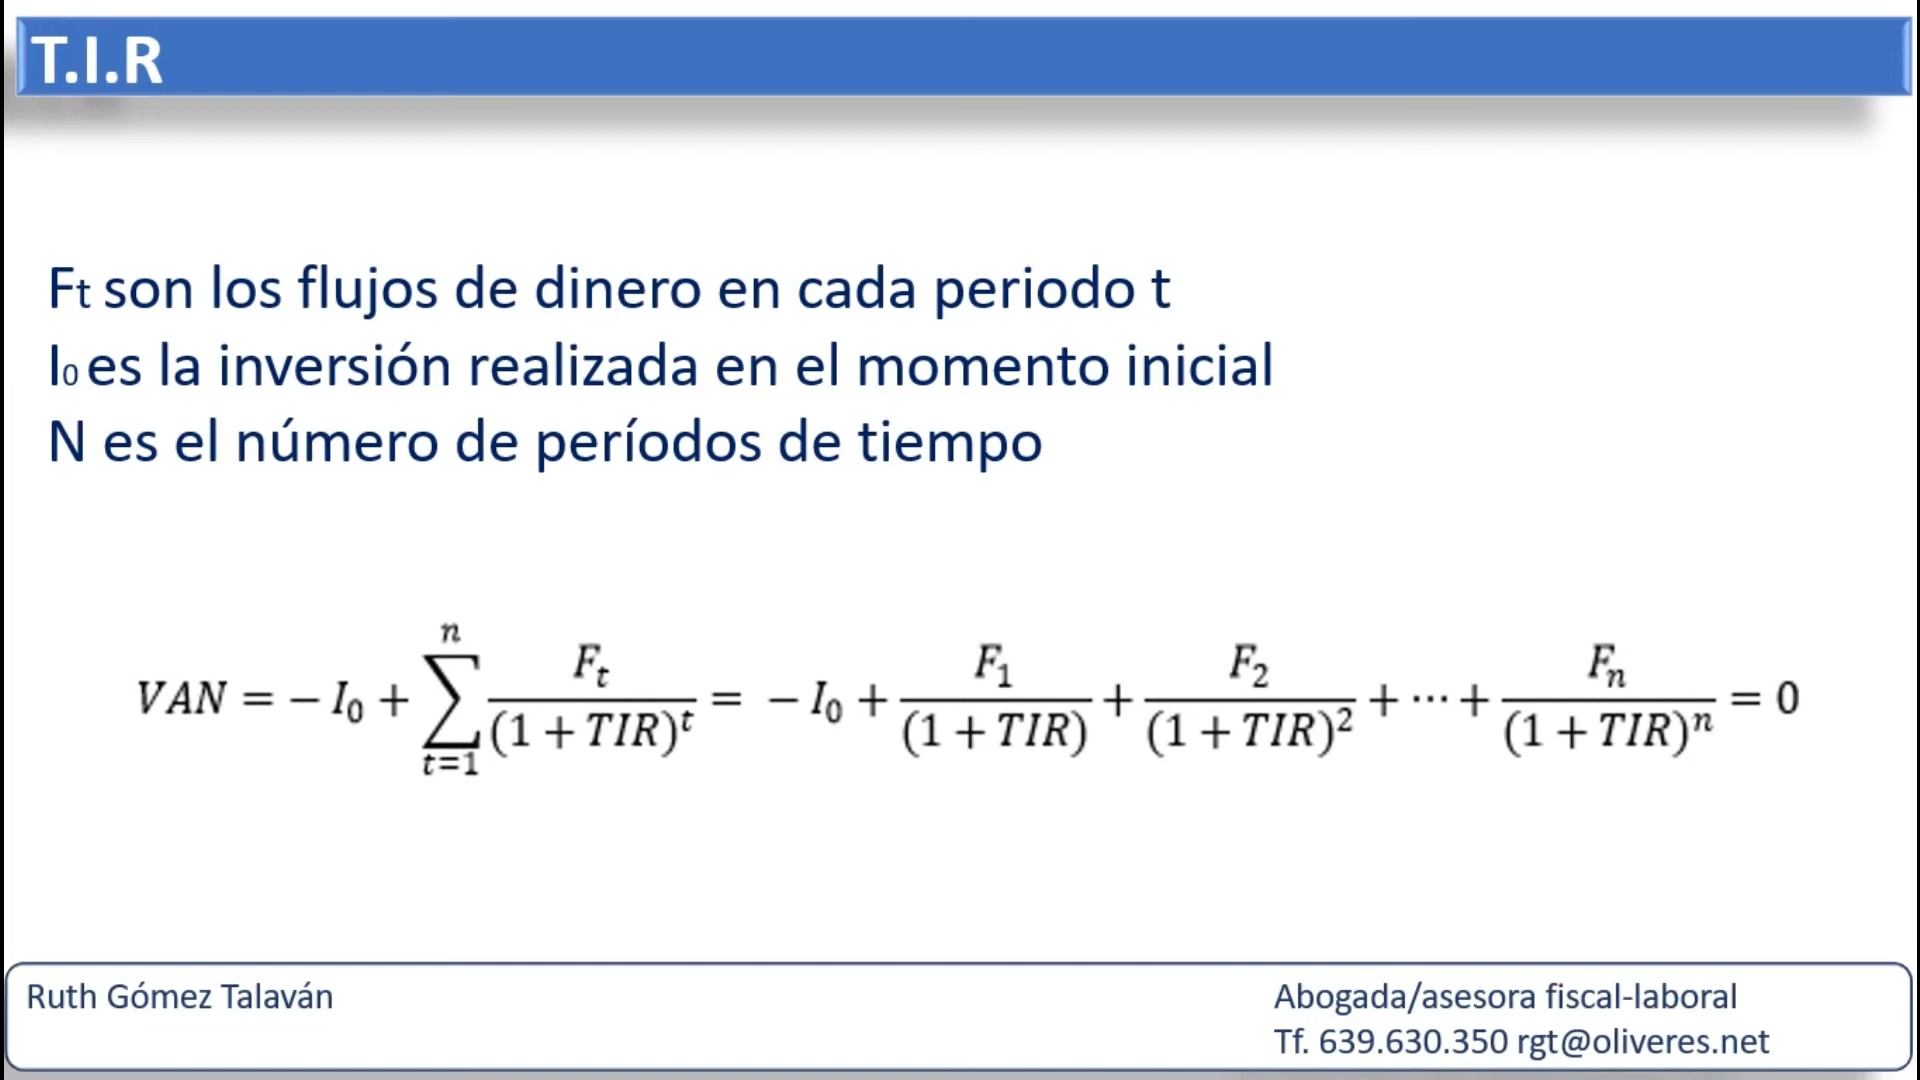 T.I.R
Ft son los flujos de dinero en cada periodo t
I₀ es la inversión realizada en el momento inicial
N es el número de períodos de tiempo
VAN = − I₀ + ∑ₜ₌₁ⁿ Fₜ / (1 + TIR)ᵗ = − I₀ + F₁ / (1 + TIR) + F₂ / (1 + TIR)² + ⋯ + Fₙ / (1 + TIR)ⁿ = 0
Ruth Gómez Talaván
Abogada/asesora fiscal-laboral
Tf. 639.630.350 rgt@oliveres.net